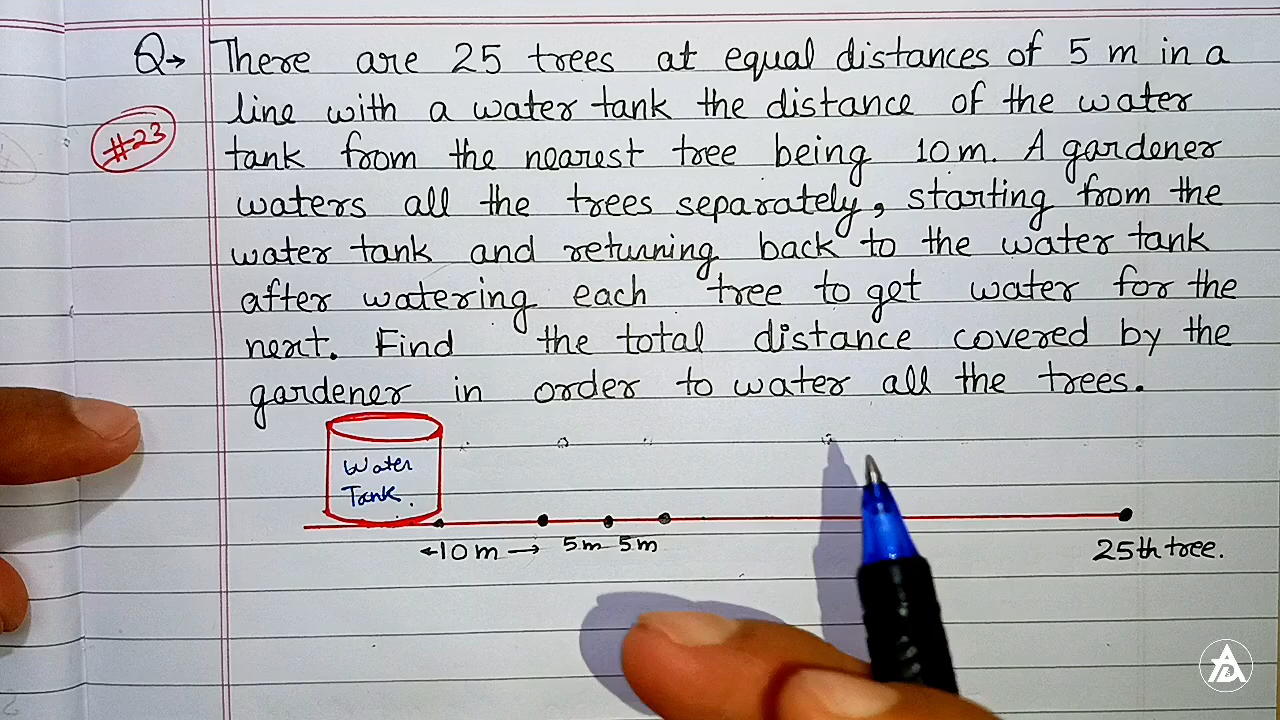 Q→ There are 25 trees at equal distances of 5 m in a
#23
line with a water tank the distance of the water
tank from the nearest tree being 10 m. A gardener
waters all the trees separately, starting from the
water tank and returning back to the water tank
after watering each tree to get water for the
next. Find the total distance covered by the
gardener in order to water all the trees.
Water
Tank.
←10 m→ 5m 5m
25th tree.